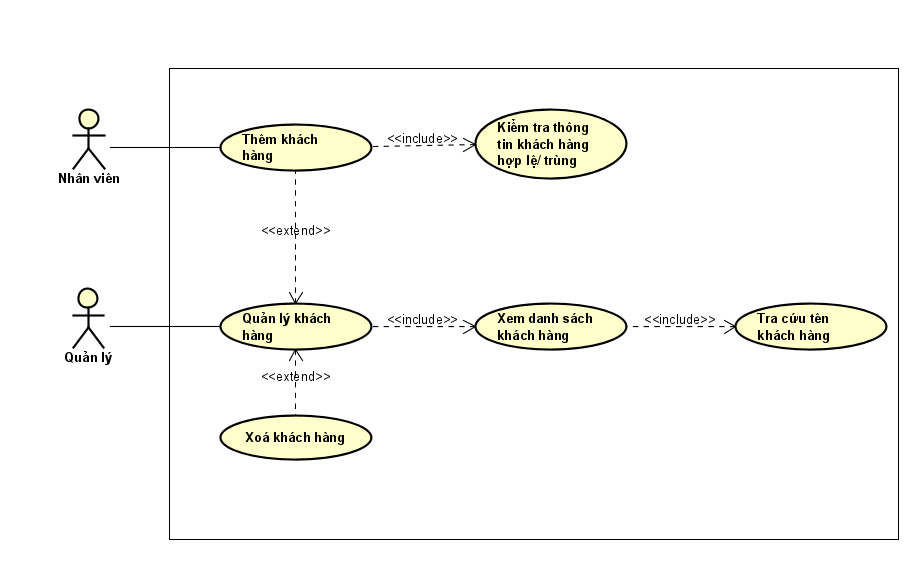 Nhân viên
Thêm khách
hàng
<<include>>
Kiểm tra thông
tin khách hàng
hợp lệ/ trùng
<<extend>>
Quản lý
Quản lý khách
hàng
<<include>>
Xem danh sách
khách hàng
<<include>>
Tra cứu tên
khách hàng
<<extend>>
Xoá khách hàng